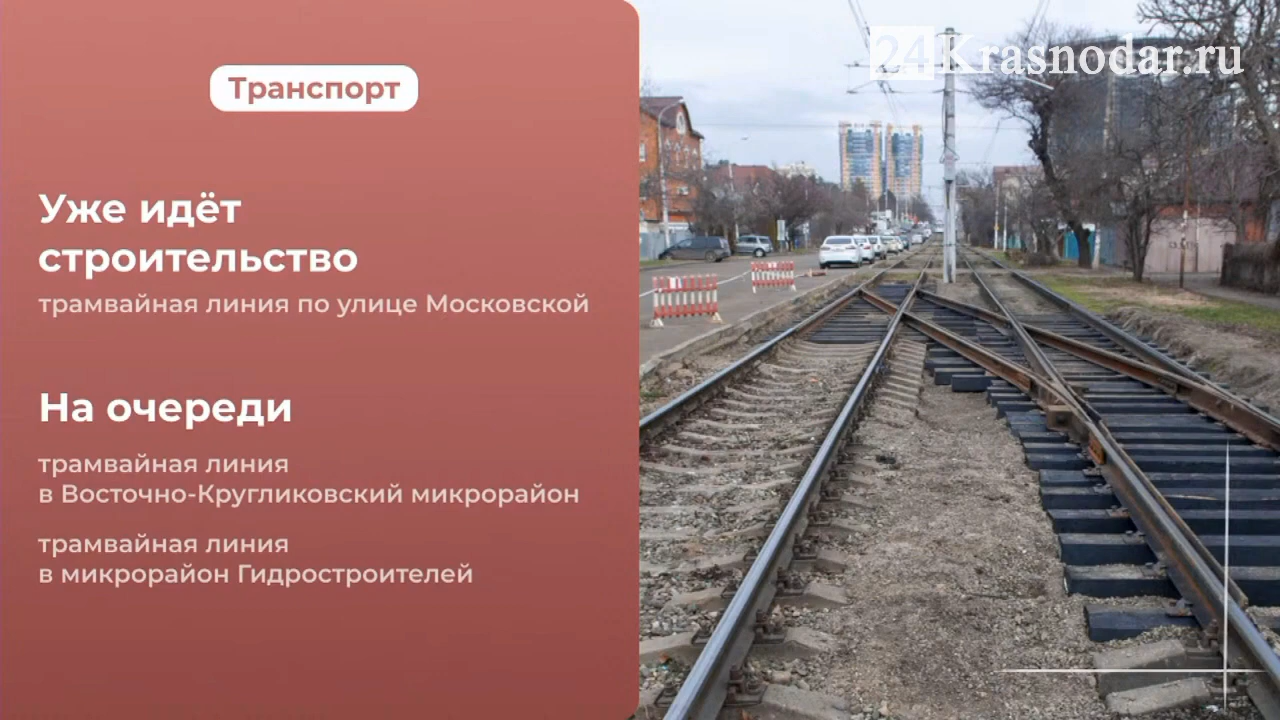 Транспорт
24Krasnodar.ru
Уже идёт
строительство
трамвайная линия по улице Московской
На очереди
трамвайная линия
в Восточно-Кругликовский микрорайон
трамвайная линия
в микрорайон Гидростроителей